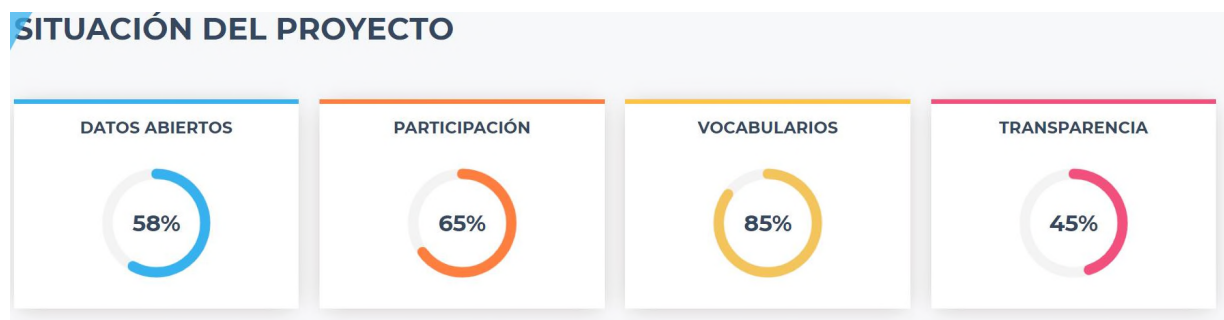 SITUACIÓN DEL PROYECTO
DATOS ABIERTOS
58%
PARTICIPACIÓN
65%
VOCABULARIOS
85%
TRANSPARENCIA
45%